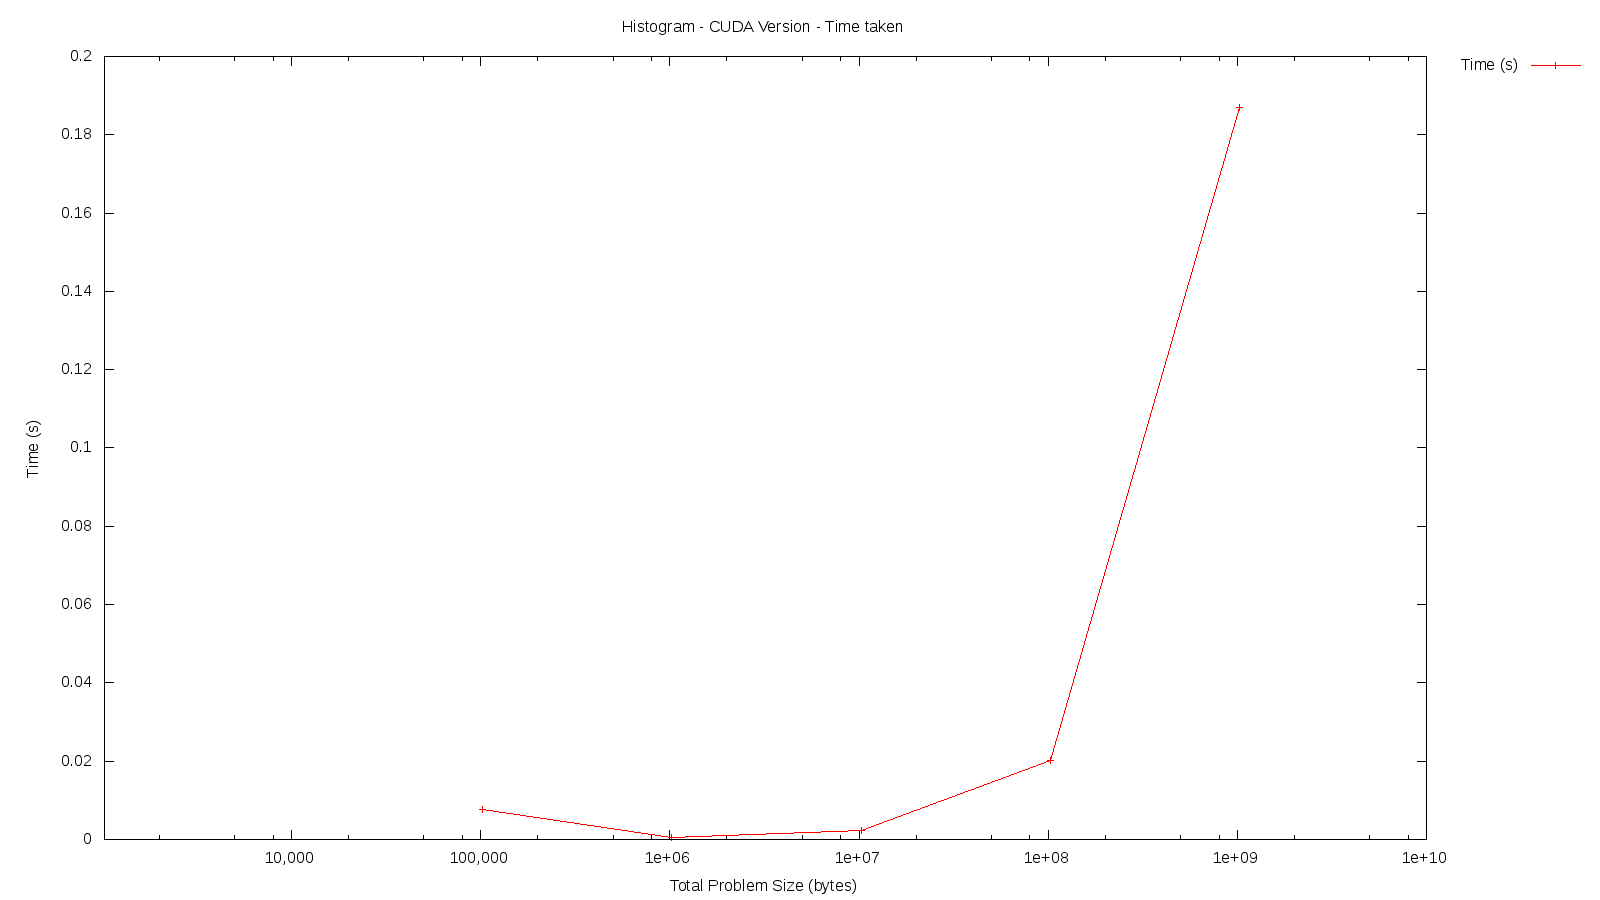 Histogram - CUDA Version - Time taken
Time (s)
0.2
0.18
0.16
0.14
0.12
0.1
0.08
0.06
0.04
0.02
0
Time (s)
10,000 100,000 1e+06 1e+07 1e+08 1e+09 1e+10
Total Problem Size (bytes)